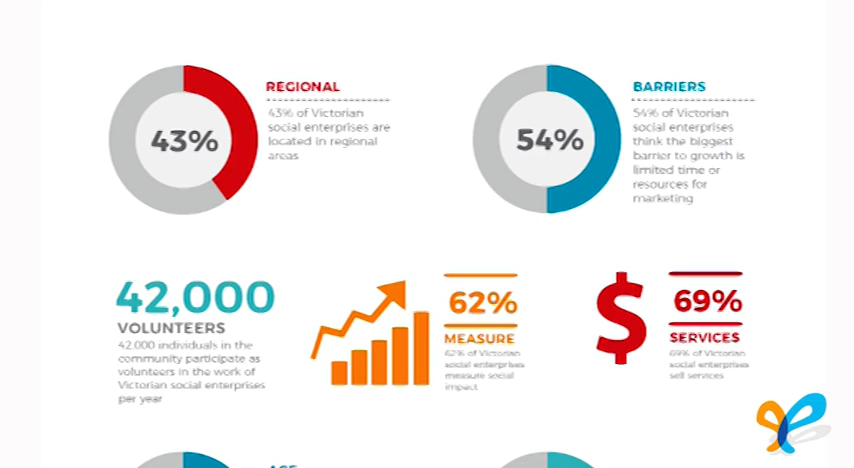 43%
REGIONAL
43% of Victorian
social enterprises are
located in regional
areas
54%
BARRIERS
54% of Victorian
social enterprises
think the biggest
barrier to growth is
limited time or
resources for
marketing
42,000
VOLUNTEERS
42,000 individuals in the
community participate as
volunteers in the work of
Victorian social enterprises
per year
62%
MEASURE
62% of Victorian
social enterprises
measure social
impact
69%
SERVICES
69% of Victorian
social enterprises
sell services